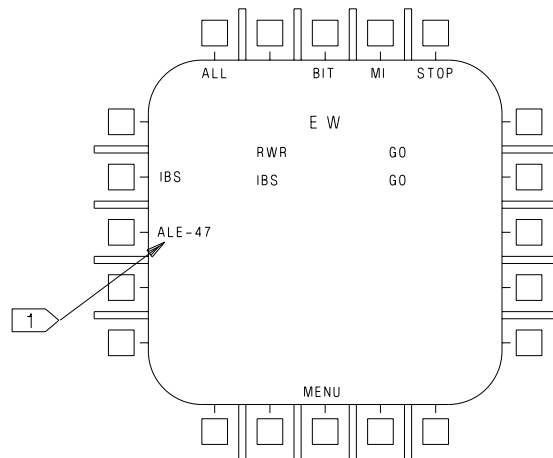 ALL BIT MI STOP
E W
RWR GO
IBS IBS GO
ALE-47
1
MENU